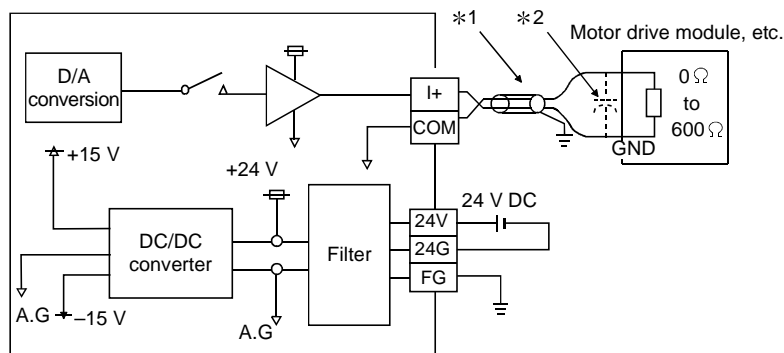 *1
*2
Motor drive module, etc.
D/A
conversion
I+
COM
0 Ω
to
600 Ω
GND
+15 V
+24 V
24 V DC
DC/DC
converter
Filter
24V
24G
FG
A.G
–15 V
A.G